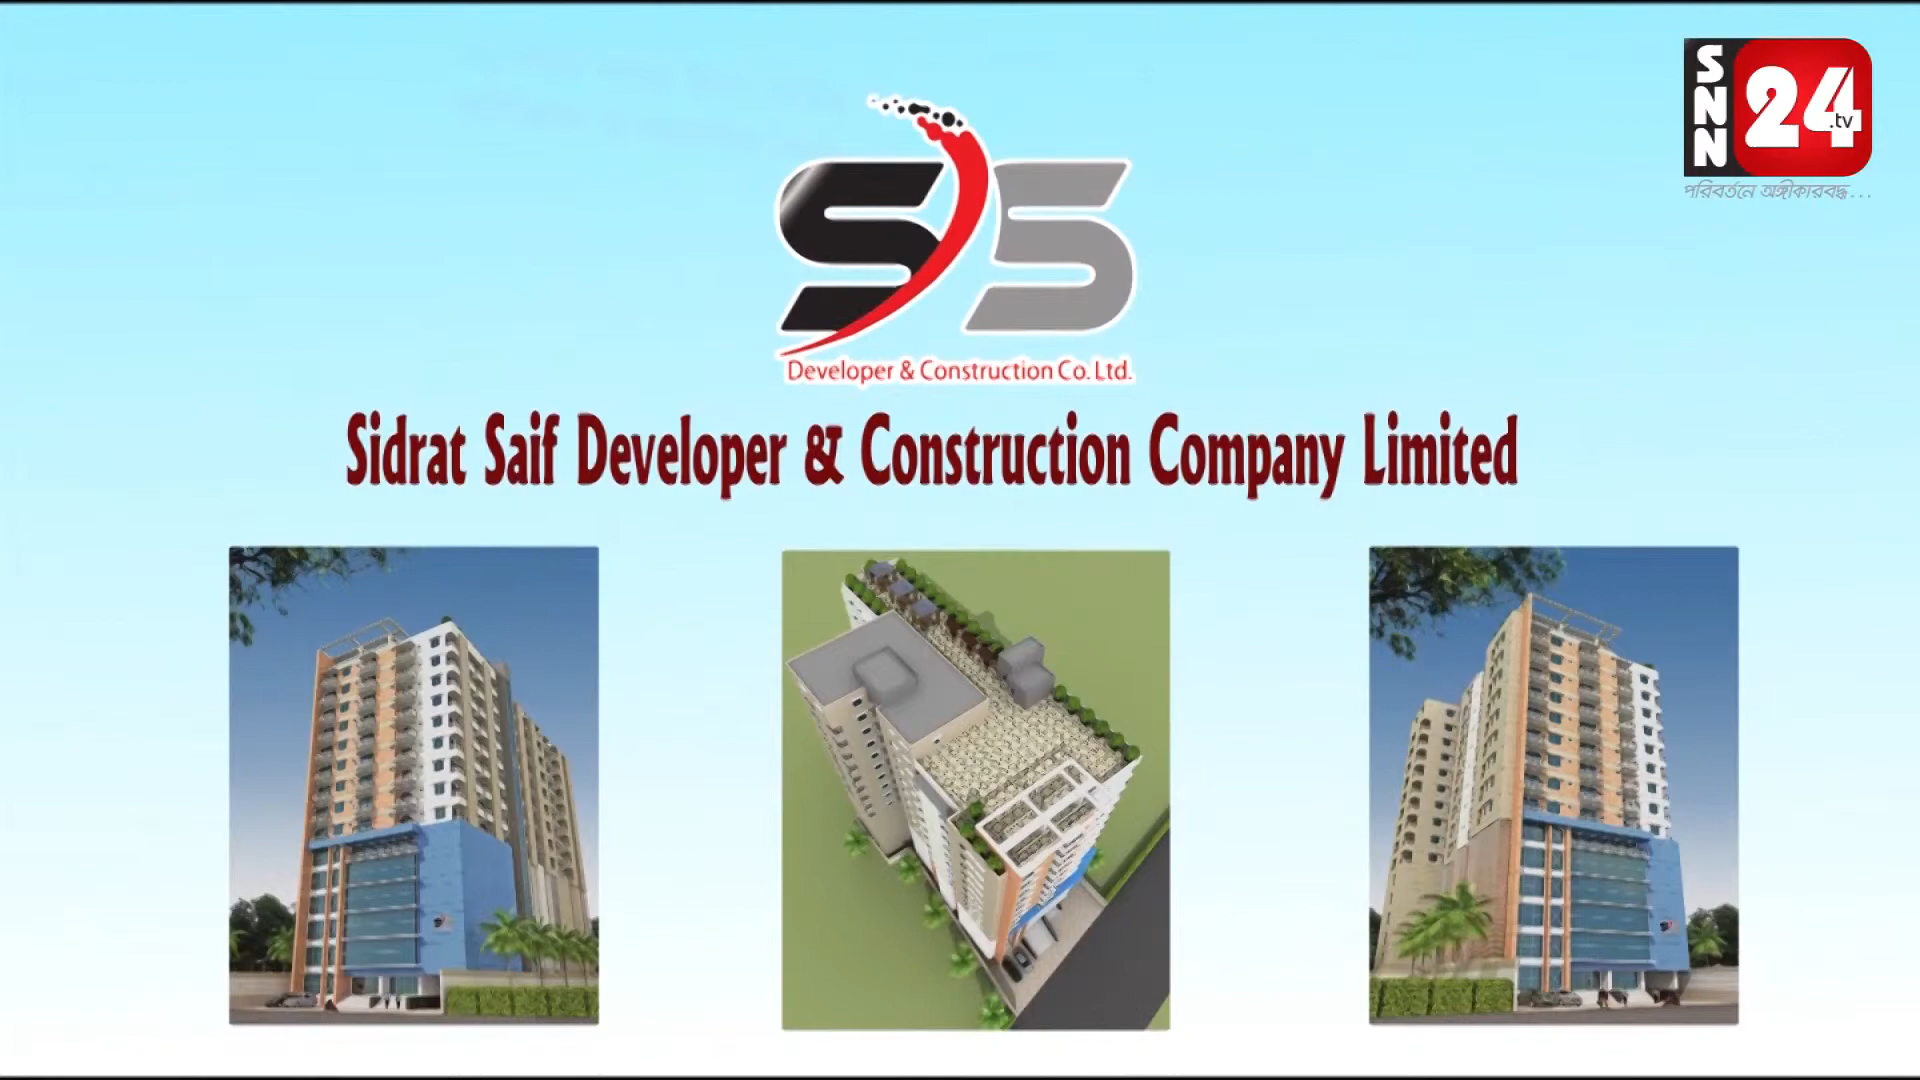 SNN
24
.tv
পরিবর্তনে অঙ্গীকারবদ্ধ...
SS
Developer & Construction Co. Ltd.
Sidrat Saif Developer & Construction Company Limited